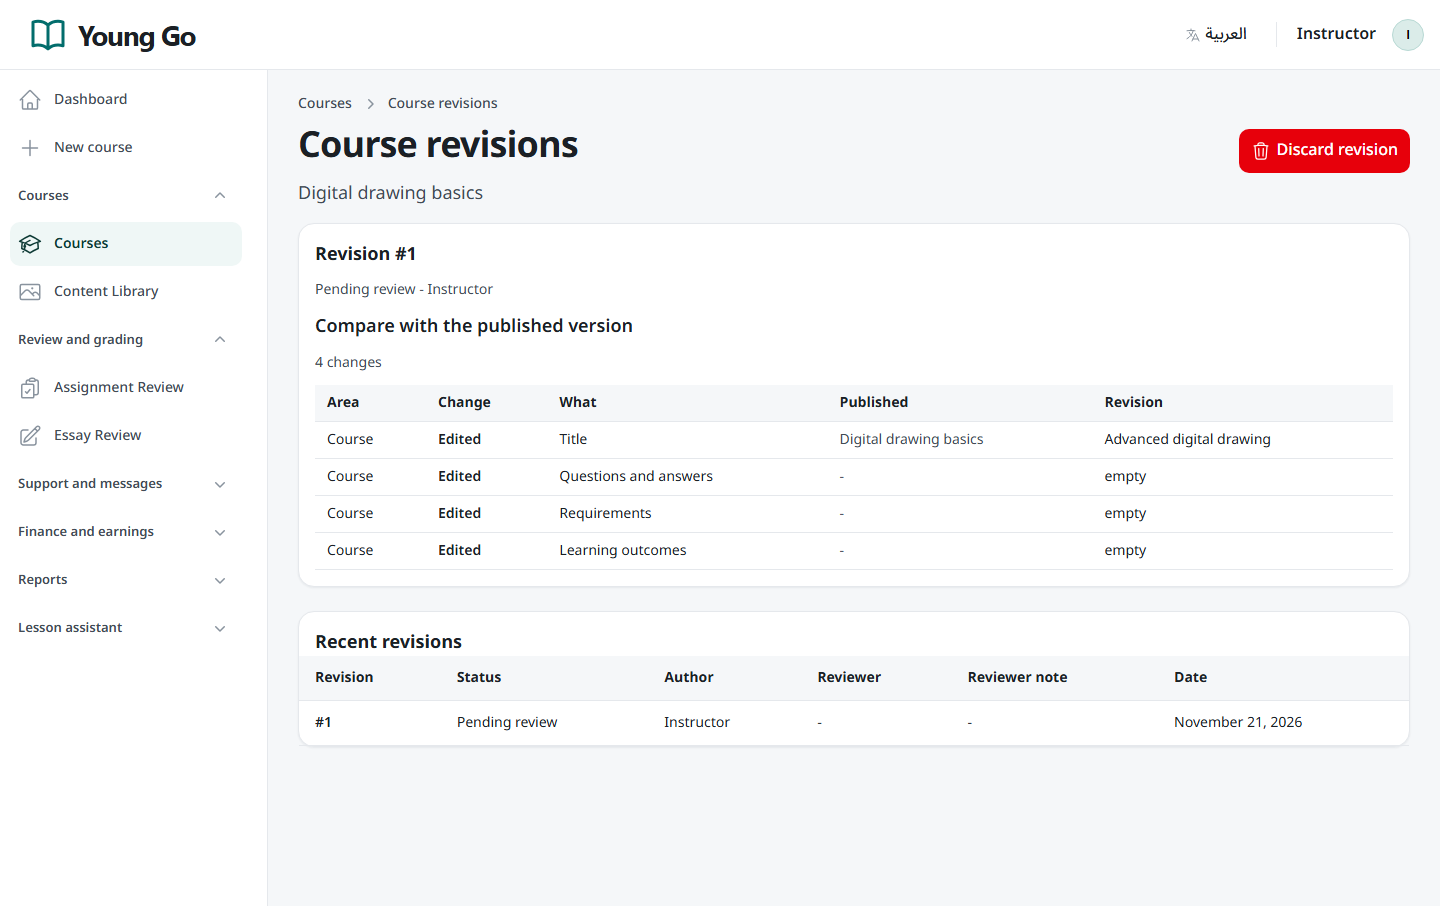 Young Go
العربية
Instructor
I
Dashboard
New course
Courses
Courses
Content Library
Review and grading
Assignment Review
Essay Review
Support and messages
Finance and earnings
Reports
Lesson assistant
Courses > Course revisions
Course revisions
Discard revision
Digital drawing basics
Revision #1
Pending review - Instructor
Compare with the published version
4 changes
Area Change What Published Revision
Course Edited Title Digital drawing basics Advanced digital drawing
Course Edited Questions and answers - empty
Course Edited Requirements - empty
Course Edited Learning outcomes - empty
Recent revisions
Revision Status Author Reviewer Reviewer note Date
#1 Pending review Instructor - - November 21, 2026